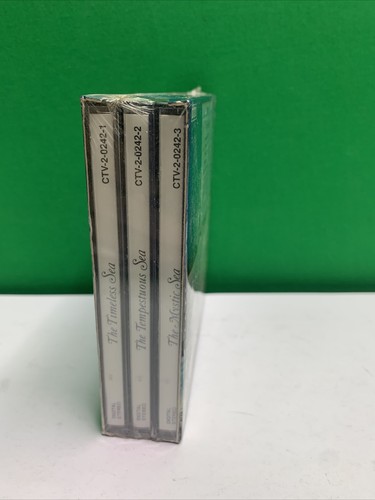 CTV-2-0242-1
The Timeless Sea
CTV-2-0242-2
The Tempestuous Sea
CTV-2-0242-3
The Mystic Sea